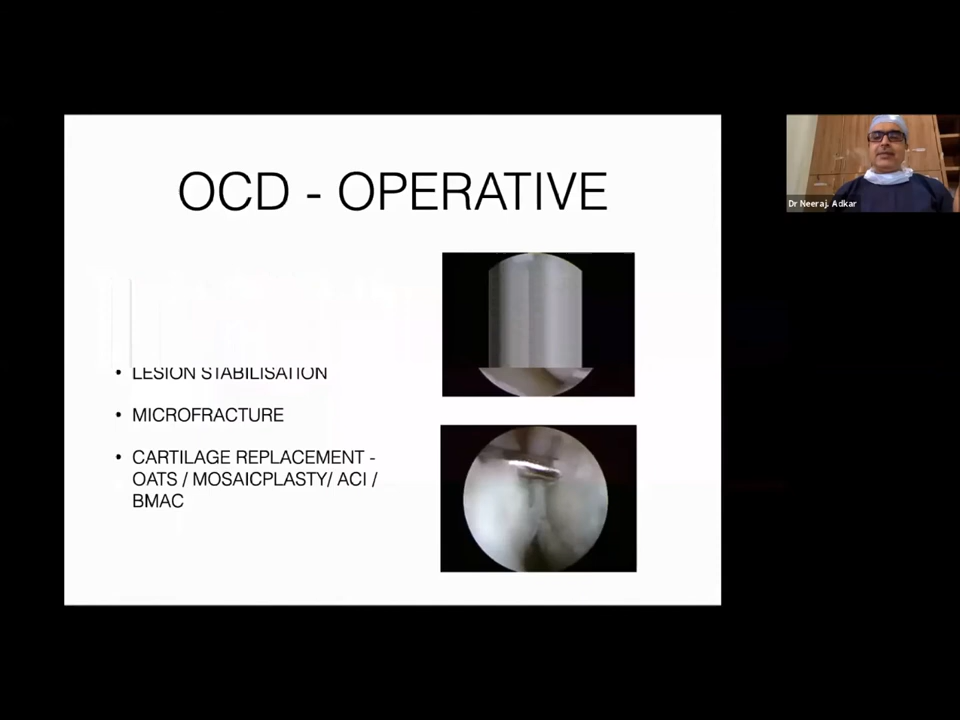 OCD - OPERATIVE
Dr Neeraj. Adkar
• LESION STABILISATION
• MICROFRACTURE
• CARTILAGE REPLACEMENT -
OATS / MOSAICPLASTY/ ACI /
BMAC